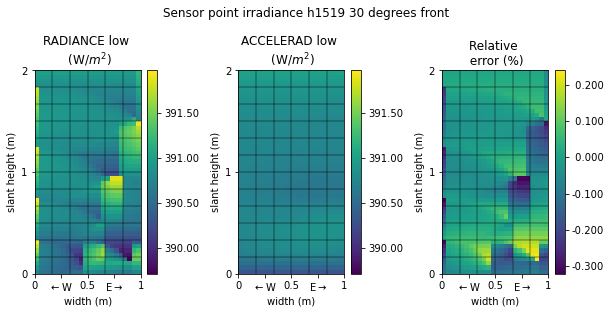 Sensor point irradiance h1519 30 degrees front
RADIANCE low
(W/m²)
ACCELERAD low
(W/m²)
Relative
error (%)
slant height (m)
2
1
0
0
0.5
1
←W
E→
width (m)
391.50
391.00
390.50
390.00
slant height (m)
2
1
0
0
0.5
1
←W
E→
width (m)
391.50
391.00
390.50
390.00
slant height (m)
2
1
0
0
0.5
1
←W
E→
width (m)
0.200
0.100
0.000
-0.100
-0.200
-0.300